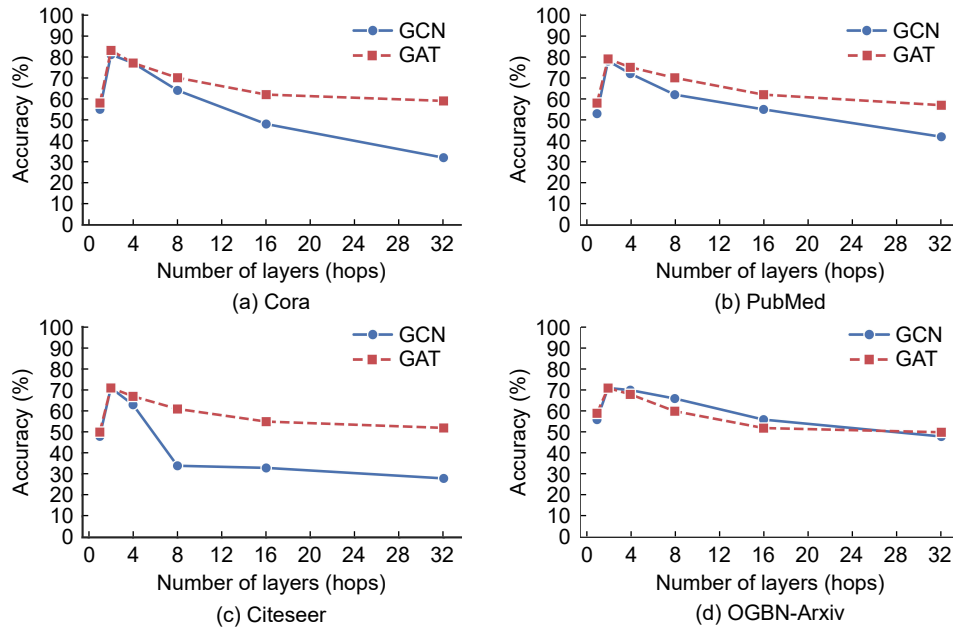 100
90
80
70
60
50
40
30
20
10
0
Accuracy (%)
GCN
GAT
0 4 8 12 16 20 24 28 32
Number of layers (hops)
(a) Cora
100
90
80
70
60
50
40
30
20
10
0
Accuracy (%)
GCN
GAT
0 4 8 12 16 20 24 28 32
Number of layers (hops)
(b) PubMed
100
90
80
70
60
50
40
30
20
10
0
Accuracy (%)
GCN
GAT
0 4 8 12 16 20 24 28 32
Number of layers (hops)
(c) Citeseer
100
90
80
70
60
50
40
30
20
10
0
Accuracy (%)
GCN
GAT
0 4 8 12 16 20 24 28 32
Number of layers (hops)
(d) OGBN-Arxiv